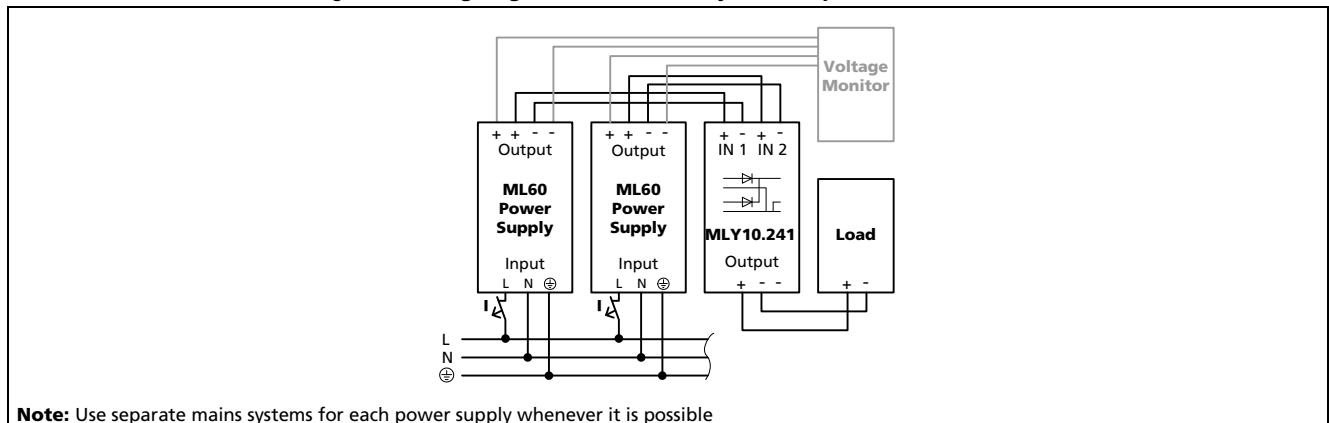 Voltage
Monitor
+ + - -
Output
ML60
Power
Supply
Input
L N ⏚
I
+ + - -
Output
ML60
Power
Supply
Input
L N ⏚
I
+ - + -
IN 1 IN 2
MLY10.241
Output
+ - -
Load
+ -
L
N
⏚
Note: Use separate mains systems for each power supply whenever it is possible